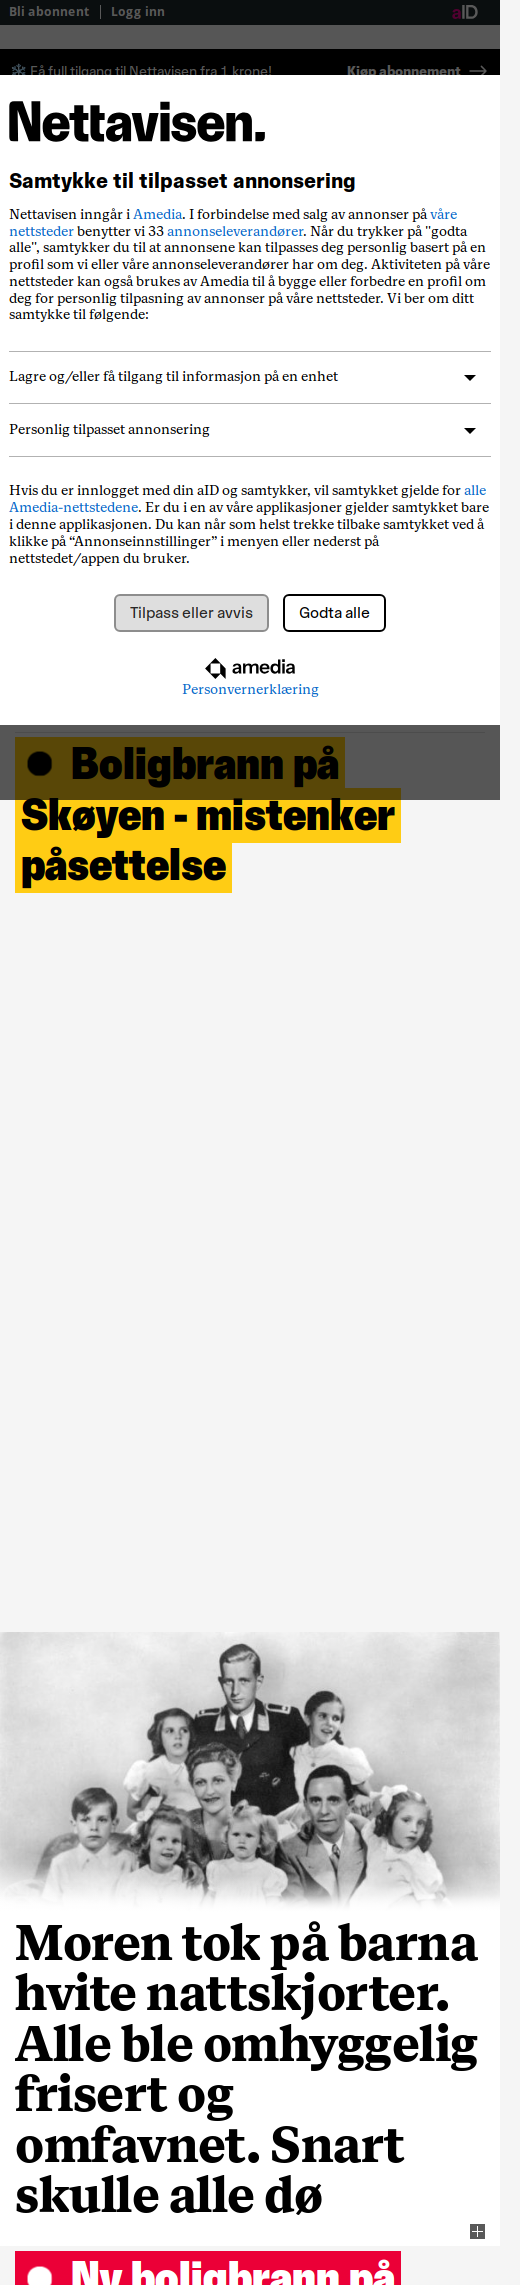 Bli abonnent | Logg inn
aID
Få full tilgang til Nettavisen fra 1 krone!
Kjøp abonnement →
Nettavisen.
Samtykke til tilpasset annonsering
Nettavisen inngår i Amedia. I forbindelse med salg av annonser på våre
nettsteder benytter vi 33 annonseleverandører. Når du trykker på "godta
alle", samtykker du til at annonsene kan tilpasses deg personlig basert på en
profil som vi eller våre annonseleverandører har om deg. Aktiviteten på våre
nettsteder kan også brukes av Amedia til å bygge eller forbedre en profil om
deg for personlig tilpasning av annonser på våre nettsteder. Vi ber om ditt
samtykke til følgende:
Lagre og/eller få tilgang til informasjon på en enhet
Personlig tilpasset annonsering
Hvis du er innlogget med din aID og samtykker, vil samtykket gjelde for alle
Amedia-nettstedene. Er du i en av våre applikasjoner gjelder samtykket bare
i denne applikasjonen. Du kan når som helst trekke tilbake samtykket ved å
klikke på “Annonseinnstillinger” i menyen eller nederst på
nettstedet/appen du bruker.
Tilpass eller avvis
Godta alle
amedia
Personvernerklæring
Boligbrann på
Skøyen - mistenker
påsettelse
Moren tok på barna
hvite nattskjorter.
Alle ble omhyggelig
frisert og
omfavnet. Snart
skulle alle dø
Ny boligbrann på